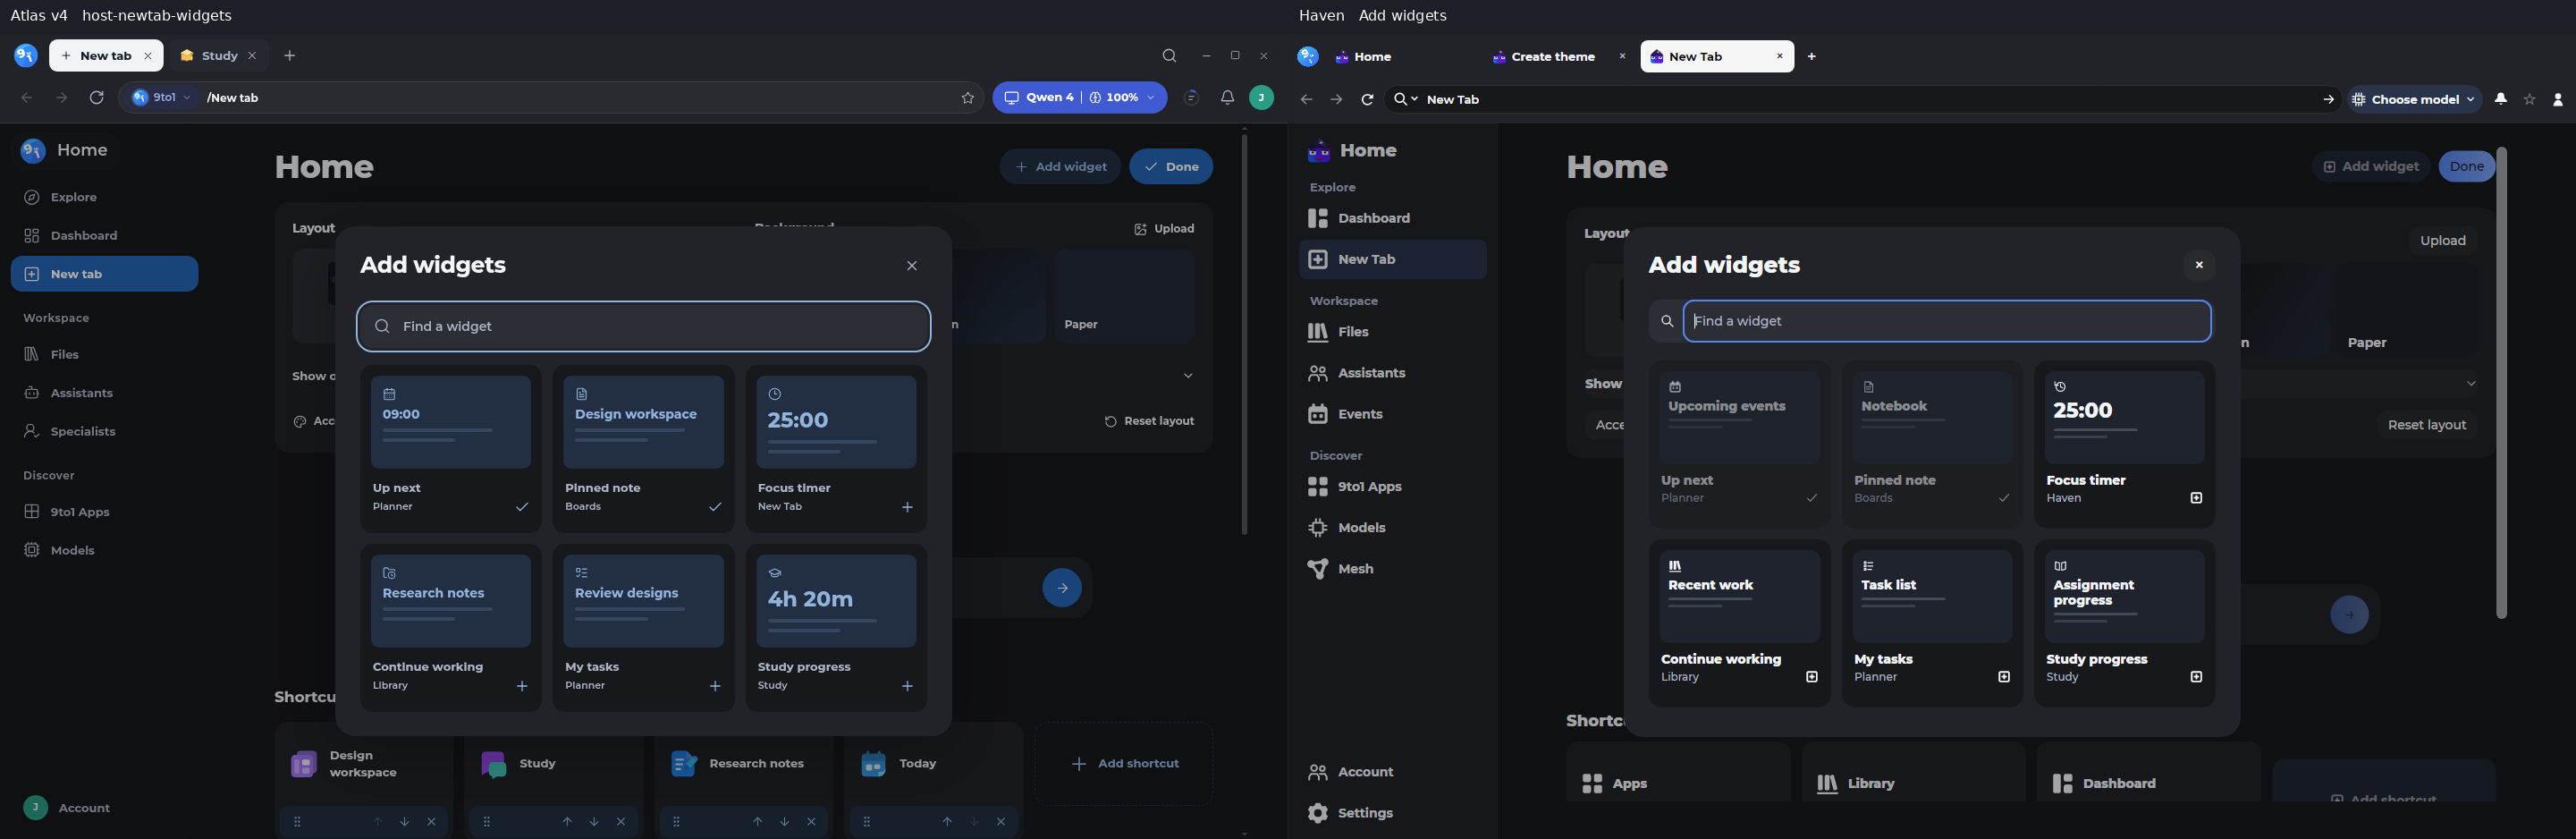 Atlas v4 host-newtab-widgets
New tab
Study
9to1
/New tab
Qwen 4
100%
J
Home
Explore
Dashboard
New tab
Workspace
Files
Assistants
Specialists
Discover
9to1 Apps
Models
J
Account
Home
Add widget
Done
Layout
Upload
Paper
Reset layout
Add widgets
Find a widget
09:00
Up next
Planner
Design workspace
Pinned note
Boards
25:00
Focus timer
New Tab
Research notes
Continue working
Library
Review designs
My tasks
Planner
4h 20m
Study progress
Study
Design
workspace
Study
Research notes
Today
Add shortcut
Haven Add widgets
Home
Create theme
New Tab
New Tab
Choose model
Home
Explore
Dashboard
New Tab
Workspace
Files
Assistants
Events
Discover
9to1 Apps
Models
Mesh
Account
Settings
Home
Add widget
Done
Upload
Show
Paper
Reset layout
Add widgets
Find a widget
Upcoming events
Up next
Planner
Notebook
Pinned note
Boards
25:00
Focus timer
Haven
Recent work
Continue working
Library
Task list
My tasks
Planner
Assignment
progress
Study progress
Study
Apps
Library
Dashboard
Add shortcut